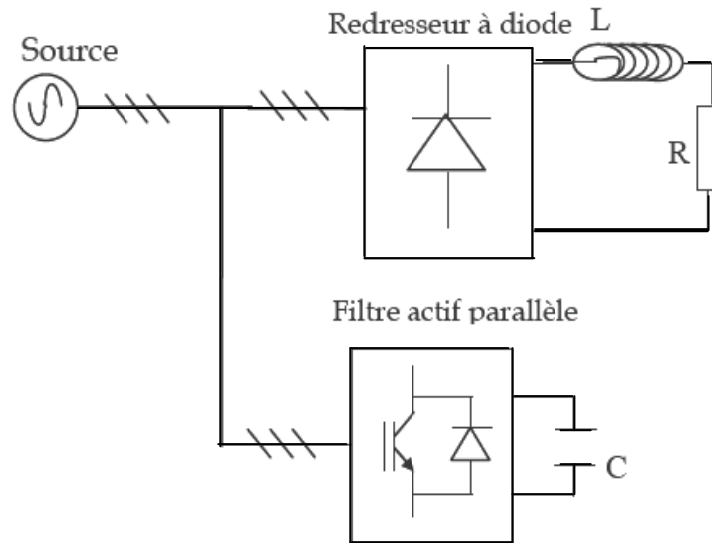 Redresseur à diode
L
Source
R
Filtre actif parallèle
C